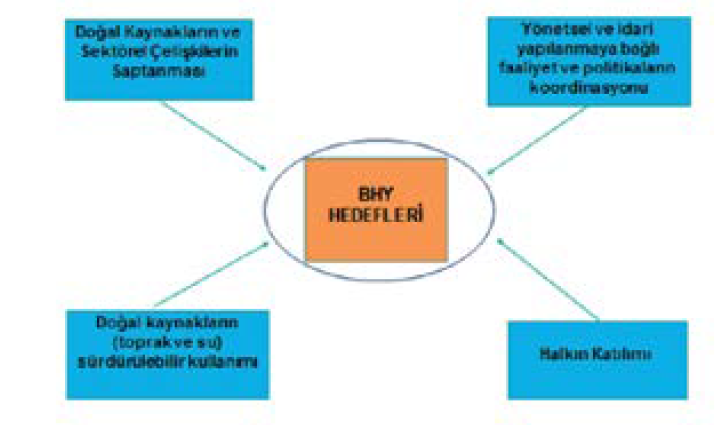 Doğal Kaynakların ve
Sektörel Çelişkilerin
Saptanması
Yönetsel ve idari
yapılanmaya bağlı
faaliyet ve politikaların
koordinasyonu
BHY
HEDEFLERİ
Doğal kaynakların
(toprak ve su)
sürdürülebilir kullanımı
Halkın Katılımı